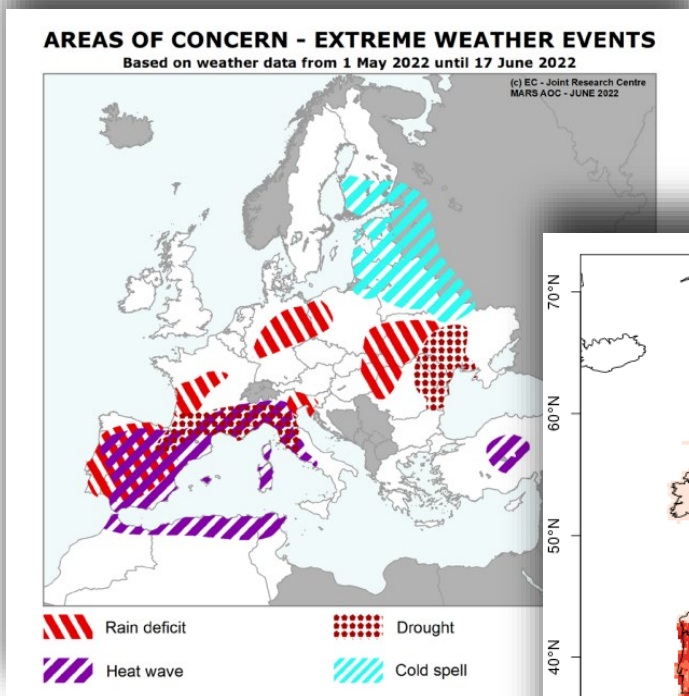 AREAS OF CONCERN - EXTREME WEATHER EVENTS
Based on weather data from 1 May 2022 until 17 June 2022
(c) EC - Joint Research Centre
MARS AOC - JUNE 2022
Rain deficit
Drought
Heat wave
Cold spell
70°N
60°N
50°N
40°N